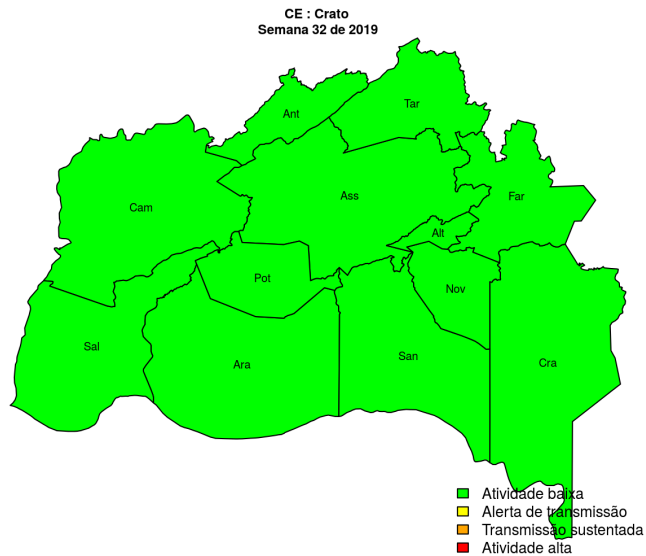 CE : Crato
Semana 32 de 2019
Tar
Ant
Ass
Far
Cam
Alt
Pot
Nov
Sal
San
Ara
Cra
Atividade baixa
Alerta de transmissão
Transmissão sustentada
Atividade alta